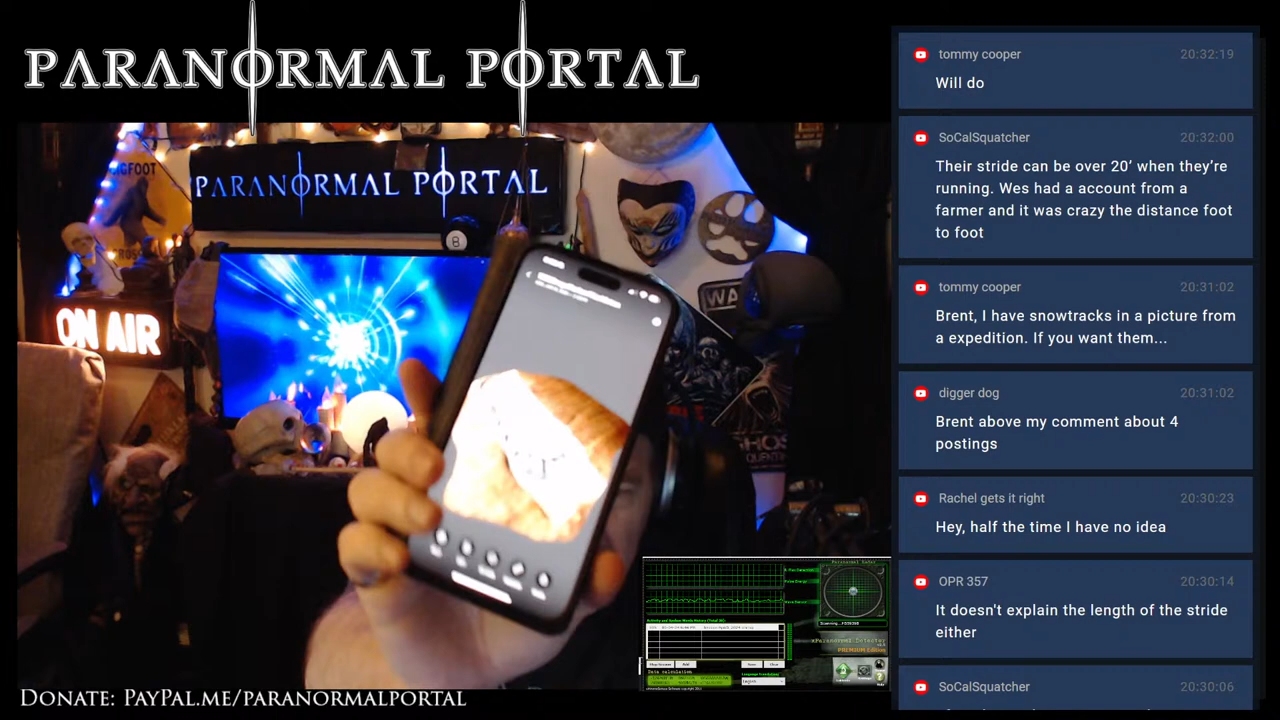 PARANORMAL PORTAL
BIGFOOT
PARANORMAL PORTAL
8
ON AIR
DONATE: PAYPAL.ME/PARANORMALPORTAL
tommy cooper 20:32:19
Will do
SoCalSquatcher 20:32:00
Their stride can be over 20’ when they’re
running. Wes had a account from a
farmer and it was crazy the distance foot
to foot
tommy cooper 20:31:02
Brent, I have snowtracks in a picture from
a expedition. If you want them...
digger dog 20:31:02
Brent above my comment about 4
postings
Rachel gets it right 20:30:23
Hey, half the time I have no idea
OPR 357 20:30:17
It doesn't explain the length of the stride
either
SoCalSquatcher 20:30:06